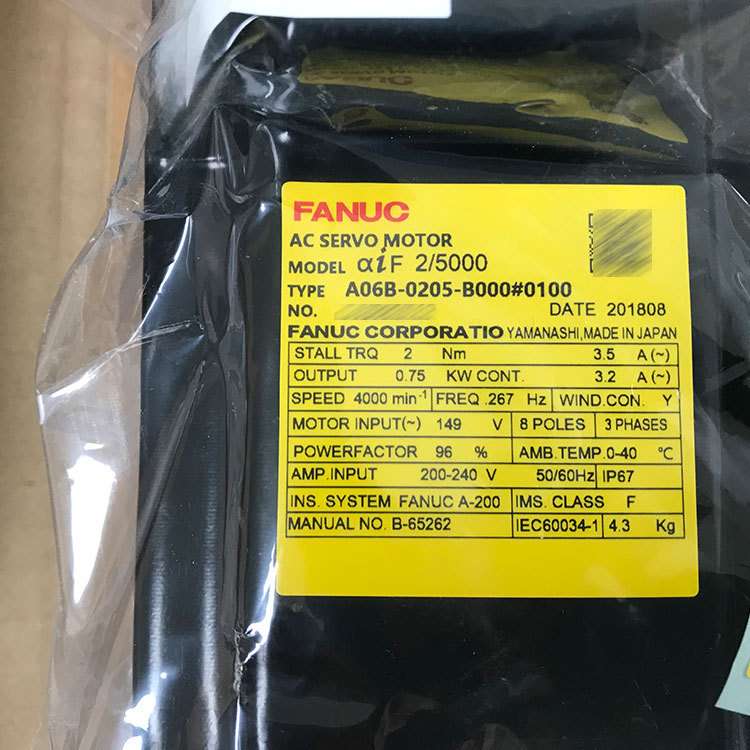 FANUC
AC SERVO MOTOR
MODEL αiF 2/5000
TYPE A06B-0205-B000#0100
NO. DATE 201808
FANUC CORPORATIO YAMANASHI,MADE IN JAPAN
STALL TRQ 2 Nm 3.5 A(~)
OUTPUT 0.75 KW CONT. 3.2 A(~)
SPEED 4000 min⁻¹ FREQ.267 Hz WIND.CON. Y
MOTOR INPUT(~) 149 V 8 POLES 3 PHASES
POWERFACTOR 96 % AMB.TEMP.0-40 ℃
AMP.INPUT 200-240 V 50/60Hz IP67
INS. SYSTEM FANUC A-200 IMS. CLASS F
MANUAL NO. B-65262 IEC60034-1 4.3 Kg